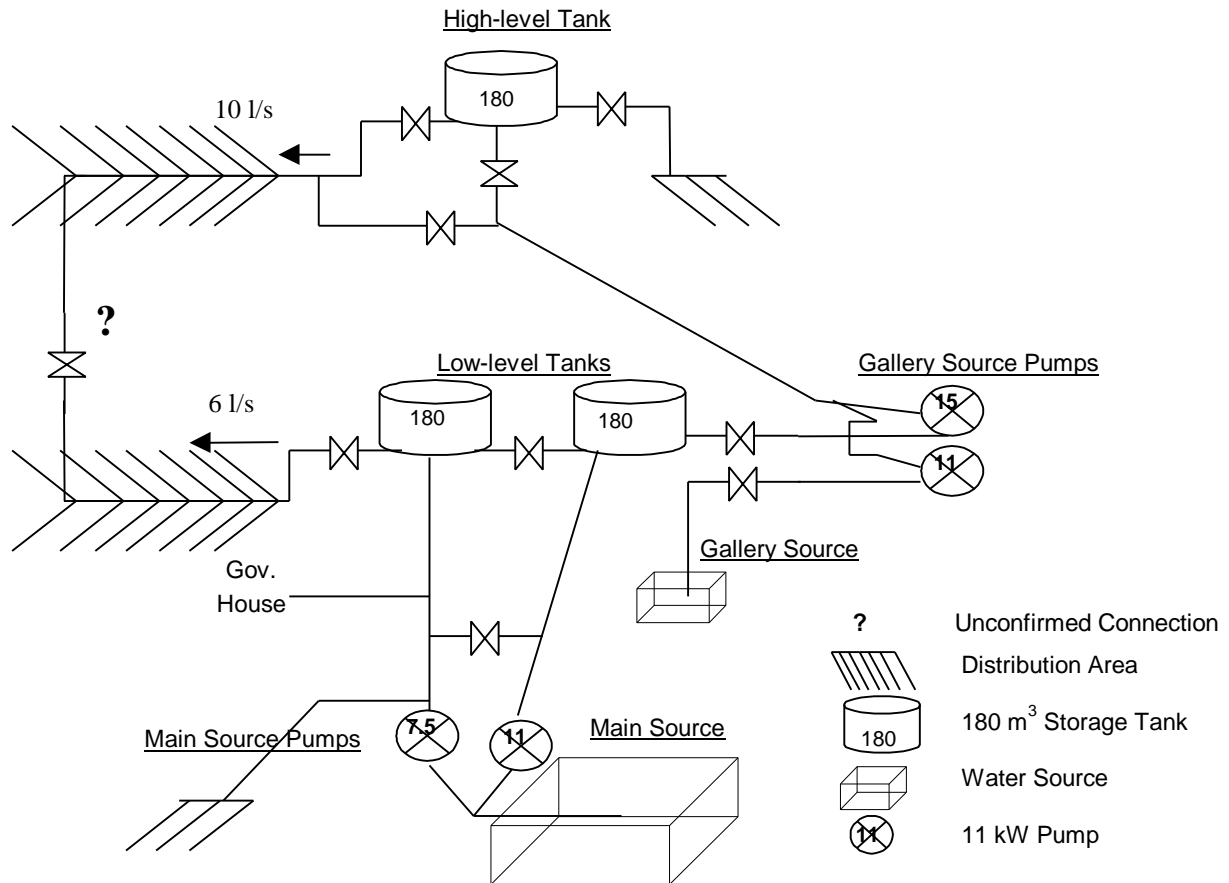 High-level Tank
180
10 l/s
?
Low-level Tanks
Gallery Source Pumps
6 l/s
180
180
15
11
Gallery Source
Gov.
House
? Unconfirmed Connection
Distribution Area
180 180 m³ Storage Tank
Water Source
11 11 kW Pump
Main Source Pumps
7.5
11
Main Source